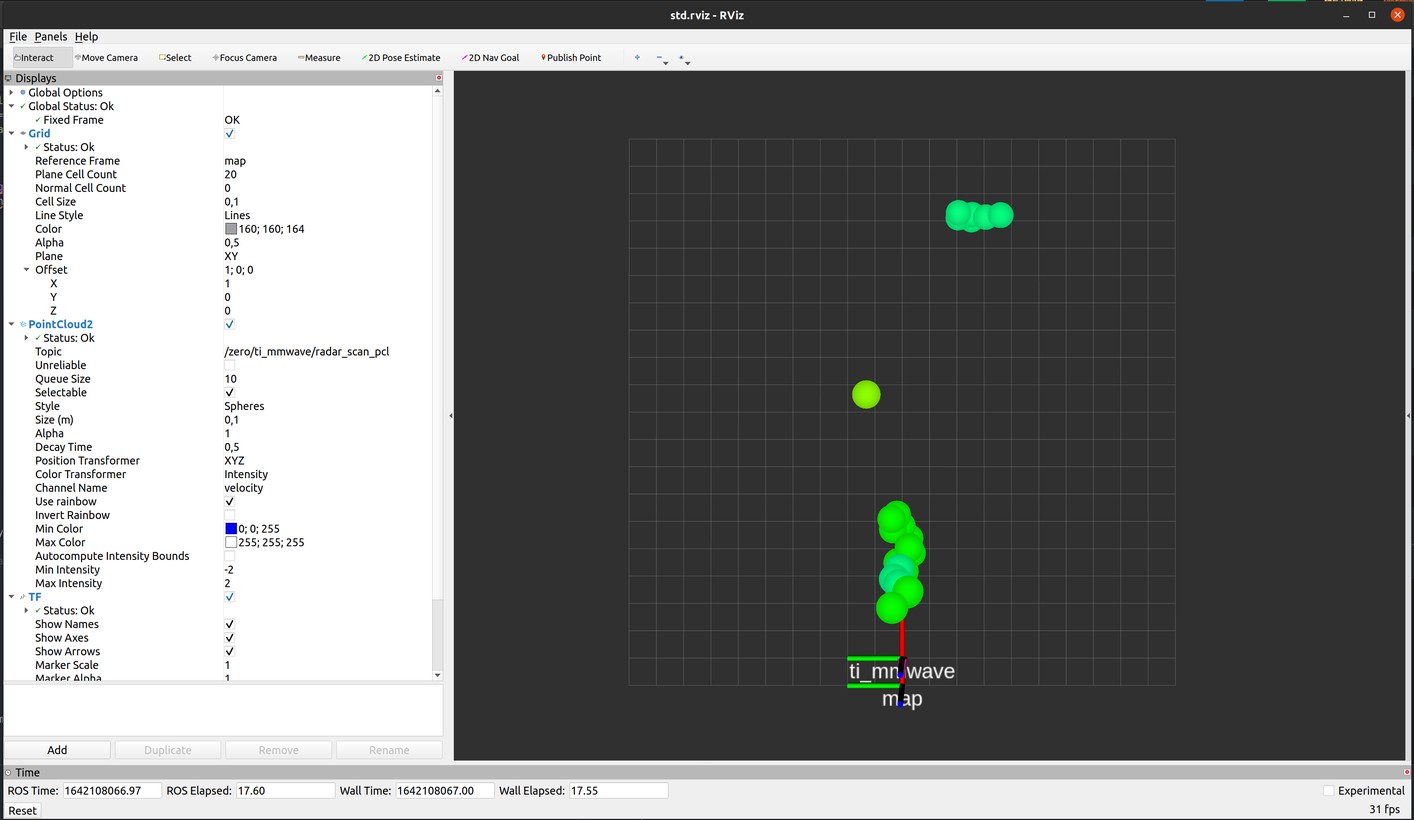 std.rviz - RViz
File Panels Help
Interact Move Camera Select Focus Camera Measure 2D Pose Estimate 2D Nav Goal Publish Point
Displays
Global Options
Global Status: Ok
Fixed Frame OK
Grid
Status: Ok
Reference Frame map
Plane Cell Count 20
Normal Cell Count 0
Cell Size 0,1
Line Style Lines
Color 160; 160; 164
Alpha 0,5
Plane XY
Offset 1; 0; 0
X 1
Y 0
Z 0
PointCloud2
Status: Ok
Topic /zero/ti_mmwave/radar_scan_pcl
Unreliable
Queue Size 10
Selectable
Style Spheres
Size (m) 0,1
Alpha 1
Decay Time 0,5
Position Transformer XYZ
Color Transformer Intensity
Channel Name velocity
Use rainbow
Invert Rainbow
Min Color 0; 0; 255
Max Color 255; 255; 255
Autocompute Intensity Bounds
Min Intensity -2
Max Intensity 2
TF
Status: Ok
Show Names
Show Axes
Show Arrows
Marker Scale 1
Marker Alpha 1
ti_mmwave
map
Add Duplicate Remove Rename
Time
ROS Time: 1642108066.97 ROS Elapsed: 17.60 Wall Time: 1642108067.00 Wall Elapsed: 17.55 Experimental
Reset 31 fps